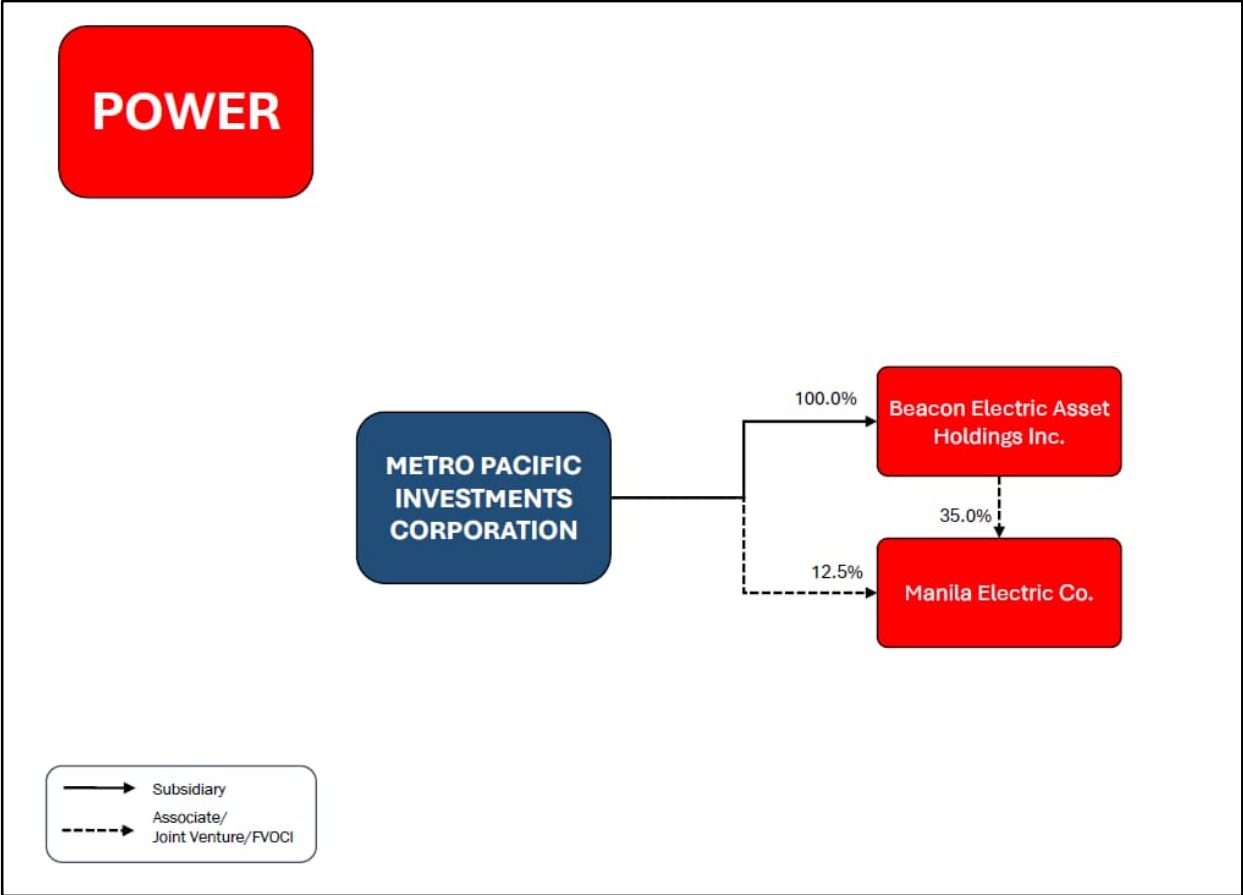 POWER
100.0%
Beacon Electric Asset
Holdings Inc.
METRO PACIFIC
INVESTMENTS
CORPORATION
35.0%
12.5%
Manila Electric Co.
Subsidiary
Associate/
Joint Venture/FVOCI